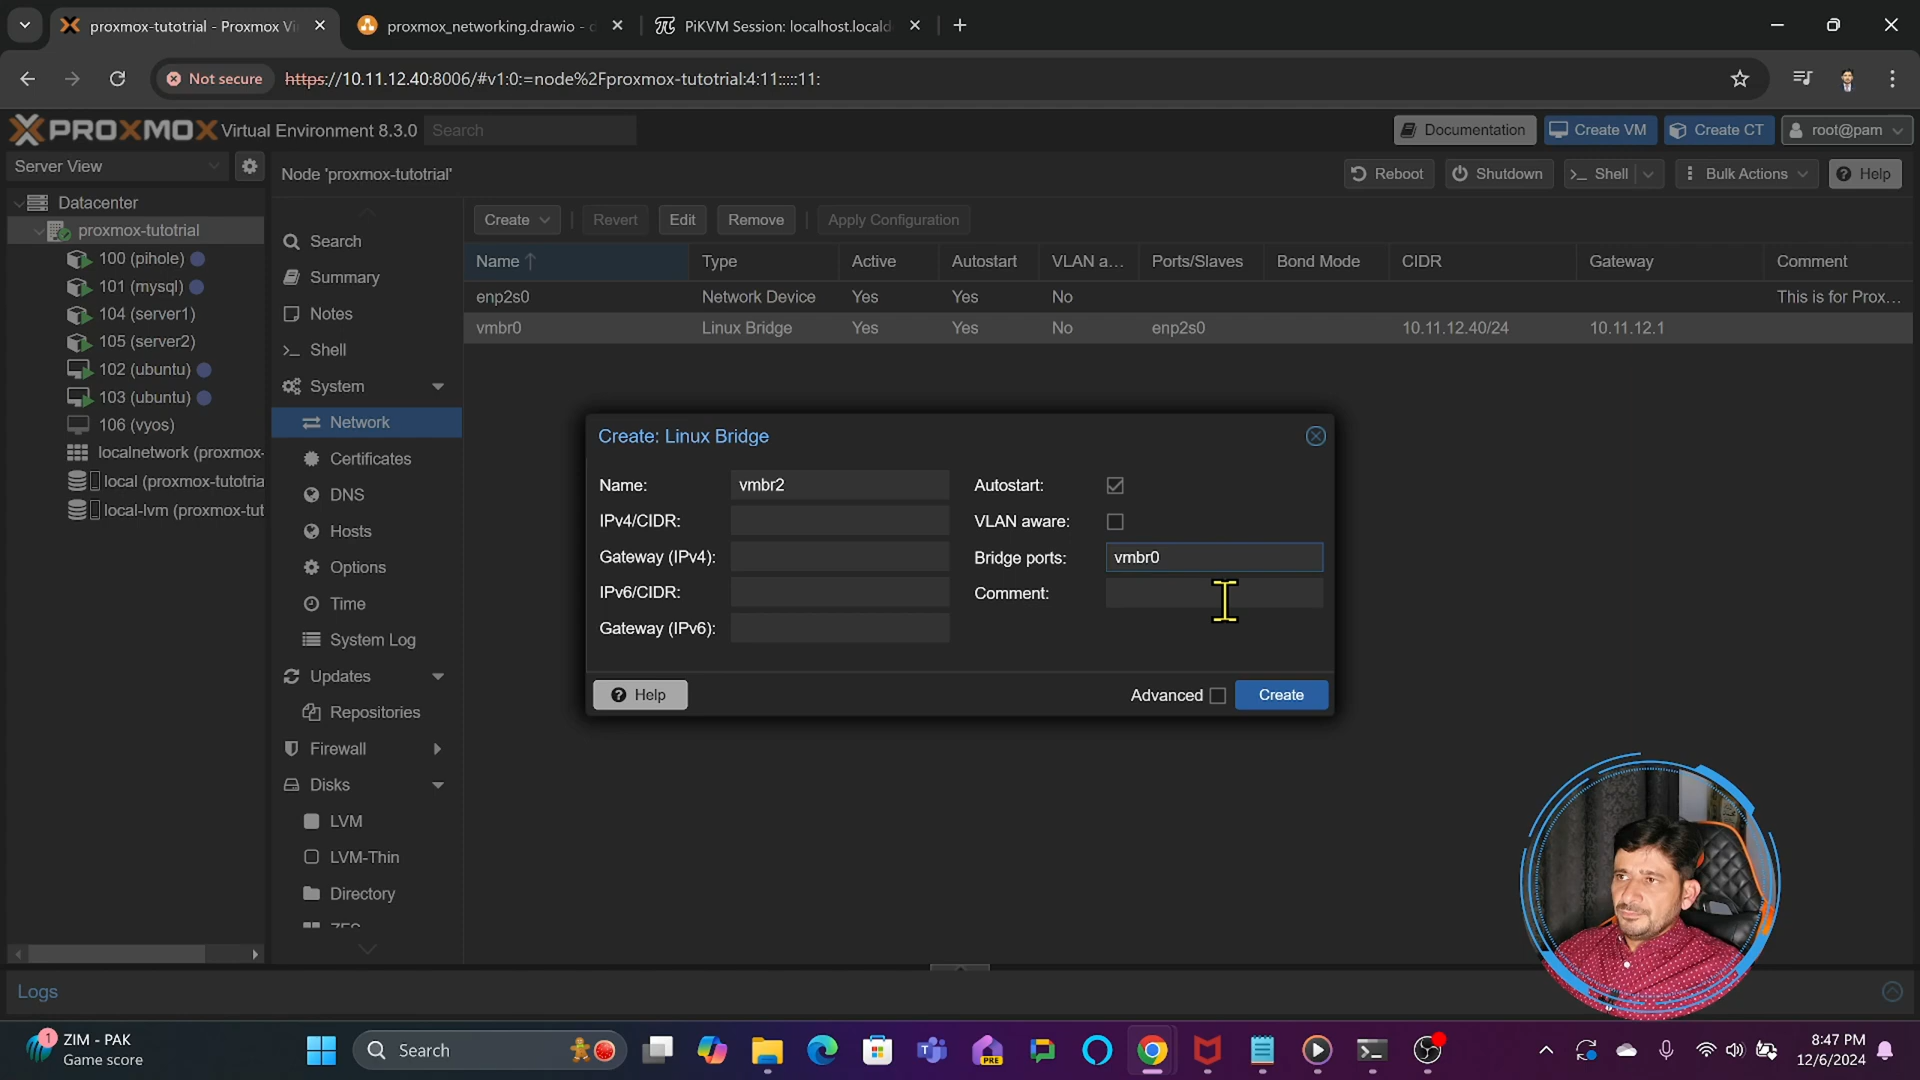 proxmox-tutotrial - Proxmox Vi
proxmox_networking.drawio - d
PiKVM Session: localhost.locald
Not secure
https://10.11.12.40:8006/#v1:0:=node%2Fproxmox-tutotrial:4:11:::::11:
PROXMOX Virtual Environment 8.3.0
Search
Documentation
Create VM
Create CT
root@pam
Server View
Node 'proxmox-tutotrial'
Reboot
Shutdown
>_ Shell
Bulk Actions
Help
Datacenter
proxmox-tutotrial
100 (pihole)
101 (mysql)
104 (server1)
105 (server2)
102 (ubuntu)
103 (ubuntu)
106 (vyos)
localnetwork (proxmox-
local (proxmox-tutotria
local-lvm (proxmox-tut
Search
Summary
Notes
>_ Shell
System
Network
Certificates
DNS
Hosts
Options
Time
System Log
Updates
Repositories
Firewall
Disks
LVM
LVM-Thin
Directory
Create
Revert
Edit
Remove
Apply Configuration
Name Type Active Autostart VLAN a... Ports/Slaves Bond Mode CIDR Gateway Comment
enp2s0 Network Device Yes Yes No This is for Prox...
vmbr0 Linux Bridge Yes Yes No enp2s0 10.11.12.40/24 10.11.12.1
Create: Linux Bridge
Name: vmbr2
IPv4/CIDR:
Gateway (IPv4):
IPv6/CIDR:
Gateway (IPv6):
Autostart:
VLAN aware:
Bridge ports: vmbr0
Comment:
Help
Advanced
Create
Logs
1
ZIM - PAK
Game score
Search
PRE
8:47 PM
12/6/2024